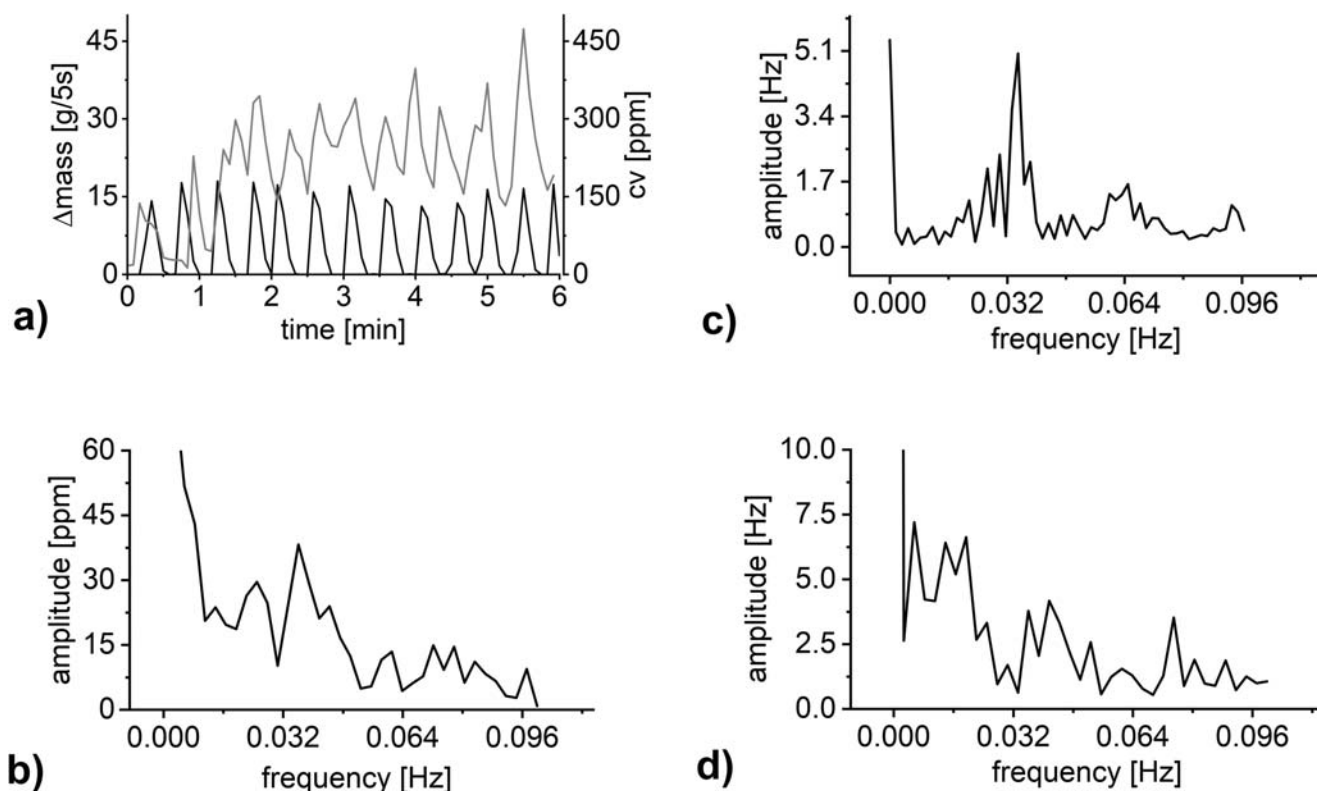 45
30
15
0
Δmass [g/5s]
450
300
150
0
cv [ppm]
0 1 2 3 4 5 6
time [min]
a)
5.1
3.4
1.7
0.0
amplitude [Hz]
0.000 0.032 0.064 0.096
frequency [Hz]
c)
60
45
30
15
0
amplitude [ppm]
0.000 0.032 0.064 0.096
frequency [Hz]
b)
10.0
7.5
5.0
2.5
0.0
amplitude [Hz]
0.000 0.032 0.064 0.096
frequency [Hz]
d)